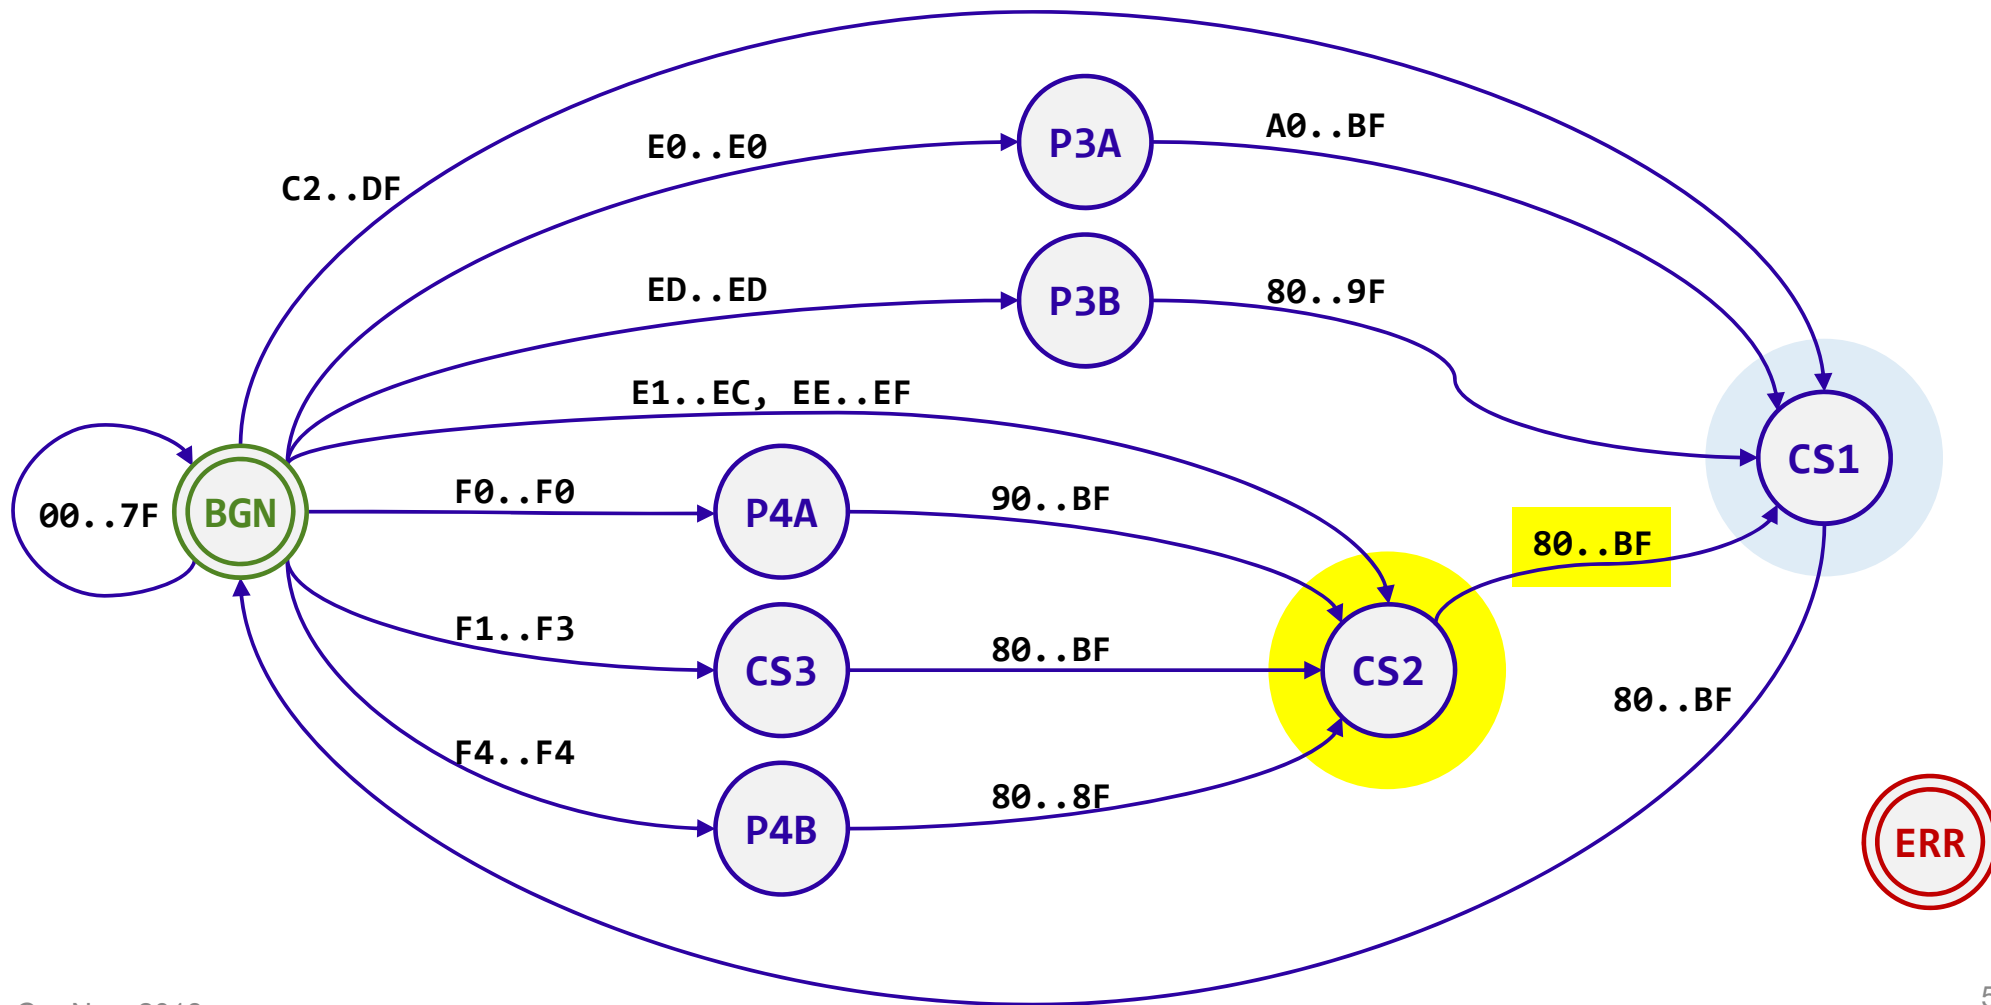 P3A
A0..BF
E0..E0
C2..DF
P3B
ED..ED
80..9F
E1..EC, EE..EF
CS1
BGN
00..7F
F0..F0
P4A
90..BF
80..BF
F1..F3
CS3
80..BF
CS2
80..BF
F4..F4
P4B
80..8F
ERR
5